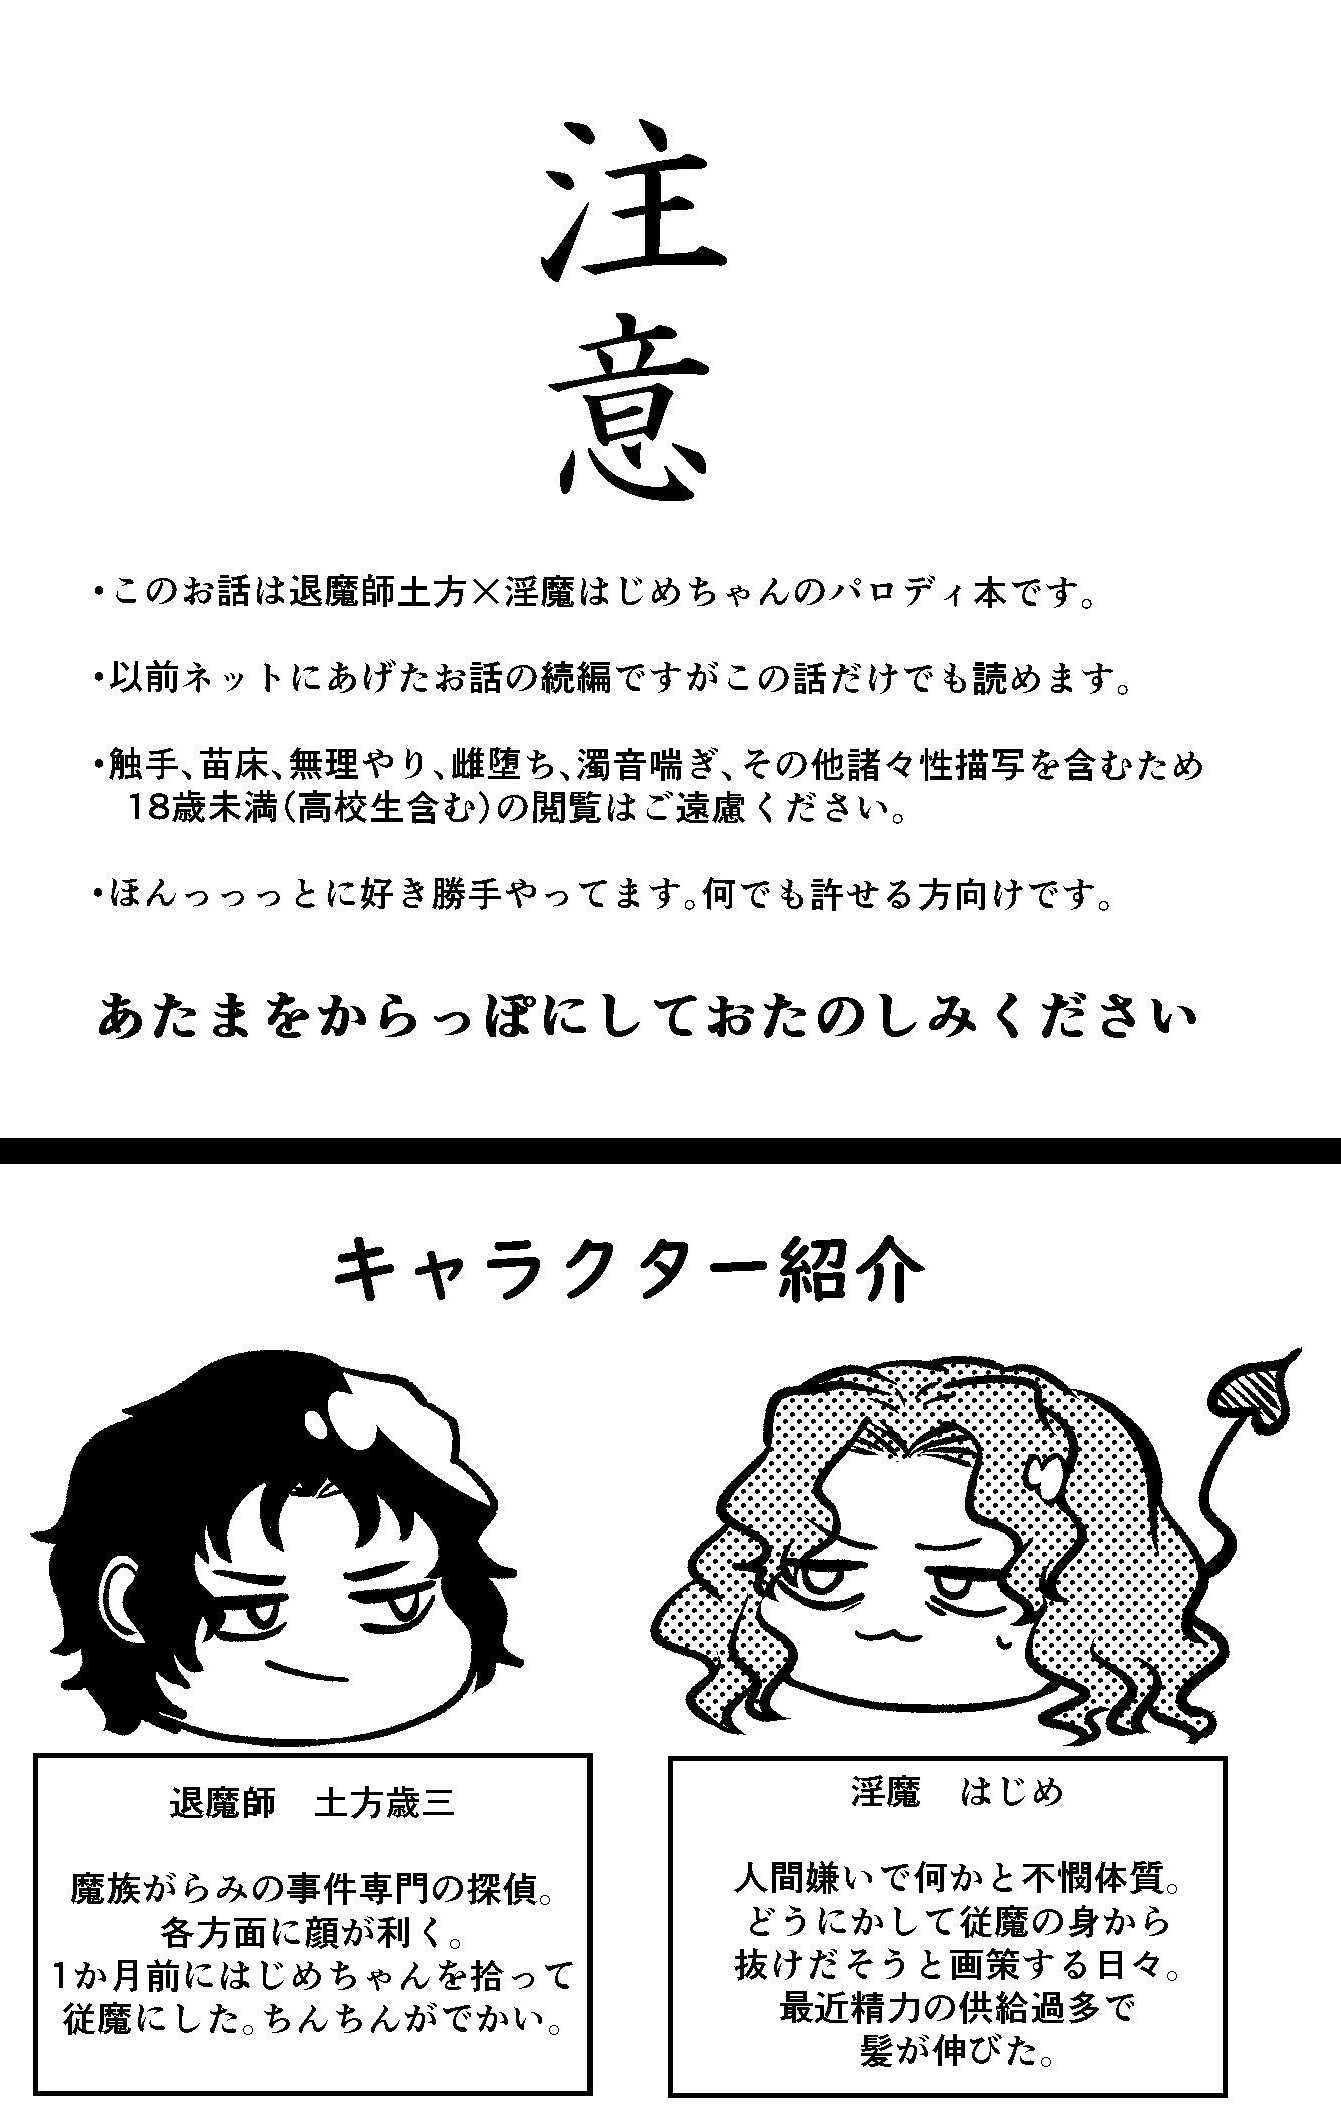 注意
・このお話は退魔師土方×淫魔はじめちゃんのパロディ本です。
・以前ネットにあげたお話の続編ですがこの話だけでも読めます。
・触手、苗床、無理やり、雌堕ち、濁音喘ぎ、その他諸々性描写を含むため
18歳未満(高校生含む)の閲覧はご遠慮ください。
・ほんっっっとに好き勝手やってます。何でも許せる方向けです。
あたまをからっぽにしておたのしみください
キャラクター紹介
退魔師　土方歳三
魔族がらみの事件専門の探偵。
各方面に顔が利く。
1か月前にはじめちゃんを拾って
従魔にした。ちんちんがでかい。
淫魔　はじめ
人間嫌いで何かと不憫体質。
どうにかして従魔の身から
抜けだそうと画策する日々。
最近精力の供給過多で
髪が伸びた。